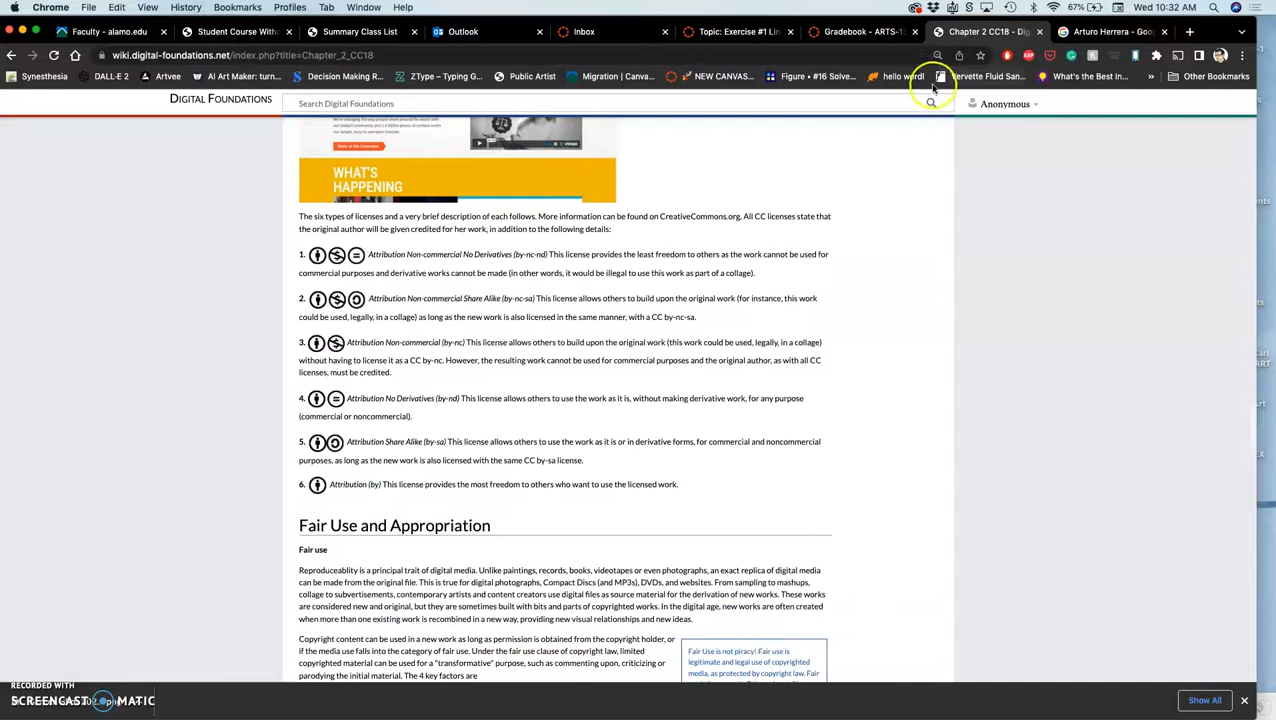 Chrome File Edit View History Bookmarks Profiles Tab Window Help Wed Nov 2 10:32 AM
Faculty - alamo.edu Student Course With Summary Class List Outlook Inbox Topic: Exercise #1 Lin Gradebook - ARTS-13 Chapter 2 CC18 - Dig Arturo Herrera - Goo
wiki.digital-foundations.net/index.php?title=Chapter_2_CC18
Synesthesia DALL·E 2 Artvee AI Art Maker: turn... Decision Making R... ZType – Typing G... Public Artist Migration | Canva... NEW CANVAS... Figure • #16 Solve... hello word! Vervette Fluid San... What's the Best In... » Other Bookmarks
DIGITAL FOUNDATIONS Search Digital Foundations Anonymous
We're changing the way people share around the world
State of the Commons
WHAT'S
HAPPENING
The six types of licenses and a very brief description of each follows. More information can be found on CreativeCommons.org. All CC licenses state that
the original author will be given credited for her work, in addition to the following details:
1. Attribution Non-commercial No Derivatives (by-nc-nd) This license provides the least freedom to others as the work cannot be used for
commercial purposes and derivative works cannot be made (in other words, it would be illegal to use this work as part of a collage).
2. Attribution Non-commercial Share Alike (by-nc-sa) This license allows others to build upon the original work (for instance, this work
could be used, legally, in a collage) as long as the new work is also licensed in the same manner, with a CC by-nc-sa.
3. Attribution Non-commercial (by-nc) This license allows others to build upon the original work (this work could be used, legally, in a collage)
without having to license it as a CC by-nc. However, the resulting work cannot be used for commercial purposes and the original author, as with all CC
licenses, must be credited.
4. Attribution No Derivatives (by-nd) This license allows others to use the work as it is, without making derivative work, for any purpose
(commercial or noncommercial).
5. Attribution Share Alike (by-sa) This license allows others to use the work as it is or in derivative forms, for commercial and noncommercial
purposes, as long as the new work is also licensed with the same CC by-sa license.
6. Attribution (by) This license provides the most freedom to others who want to use the licensed work.
Fair Use and Appropriation
Fair use
Reproduceablity is a principal trait of digital media. Unlike paintings, records, books, videotapes or even photographs, an exact replica of digital media
can be made from the original file. This is true for digital photographs, Compact Discs (and MP3s), DVDs, and websites. From sampling to mashups,
collage to subvertisements, contemporary artists and content creators use digital files as source material for the derivation of new works. These works
are considered new and original, but they are sometimes built with bits and parts of copyrighted works. In the digital age, new works are often created
when more than one existing work is recombined in a new way, providing new visual relationships and new ideas.
Copyright content can be used in a new work as long as permission is obtained from the copyright holder, or
if the media use falls into the category of fair use. Under the fair use clause of copyright law, limited
copyrighted material can be used for a "transformative" purpose, such as commenting upon, criticizing or
parodying the initial material. The 4 key factors are
Fair Use is not piracy! Fair use is
legitimate and legal use of copyrighted
media, as protected by copyright law. Fair
RECORDED WITH
SCREENCAST MATIC
Show All